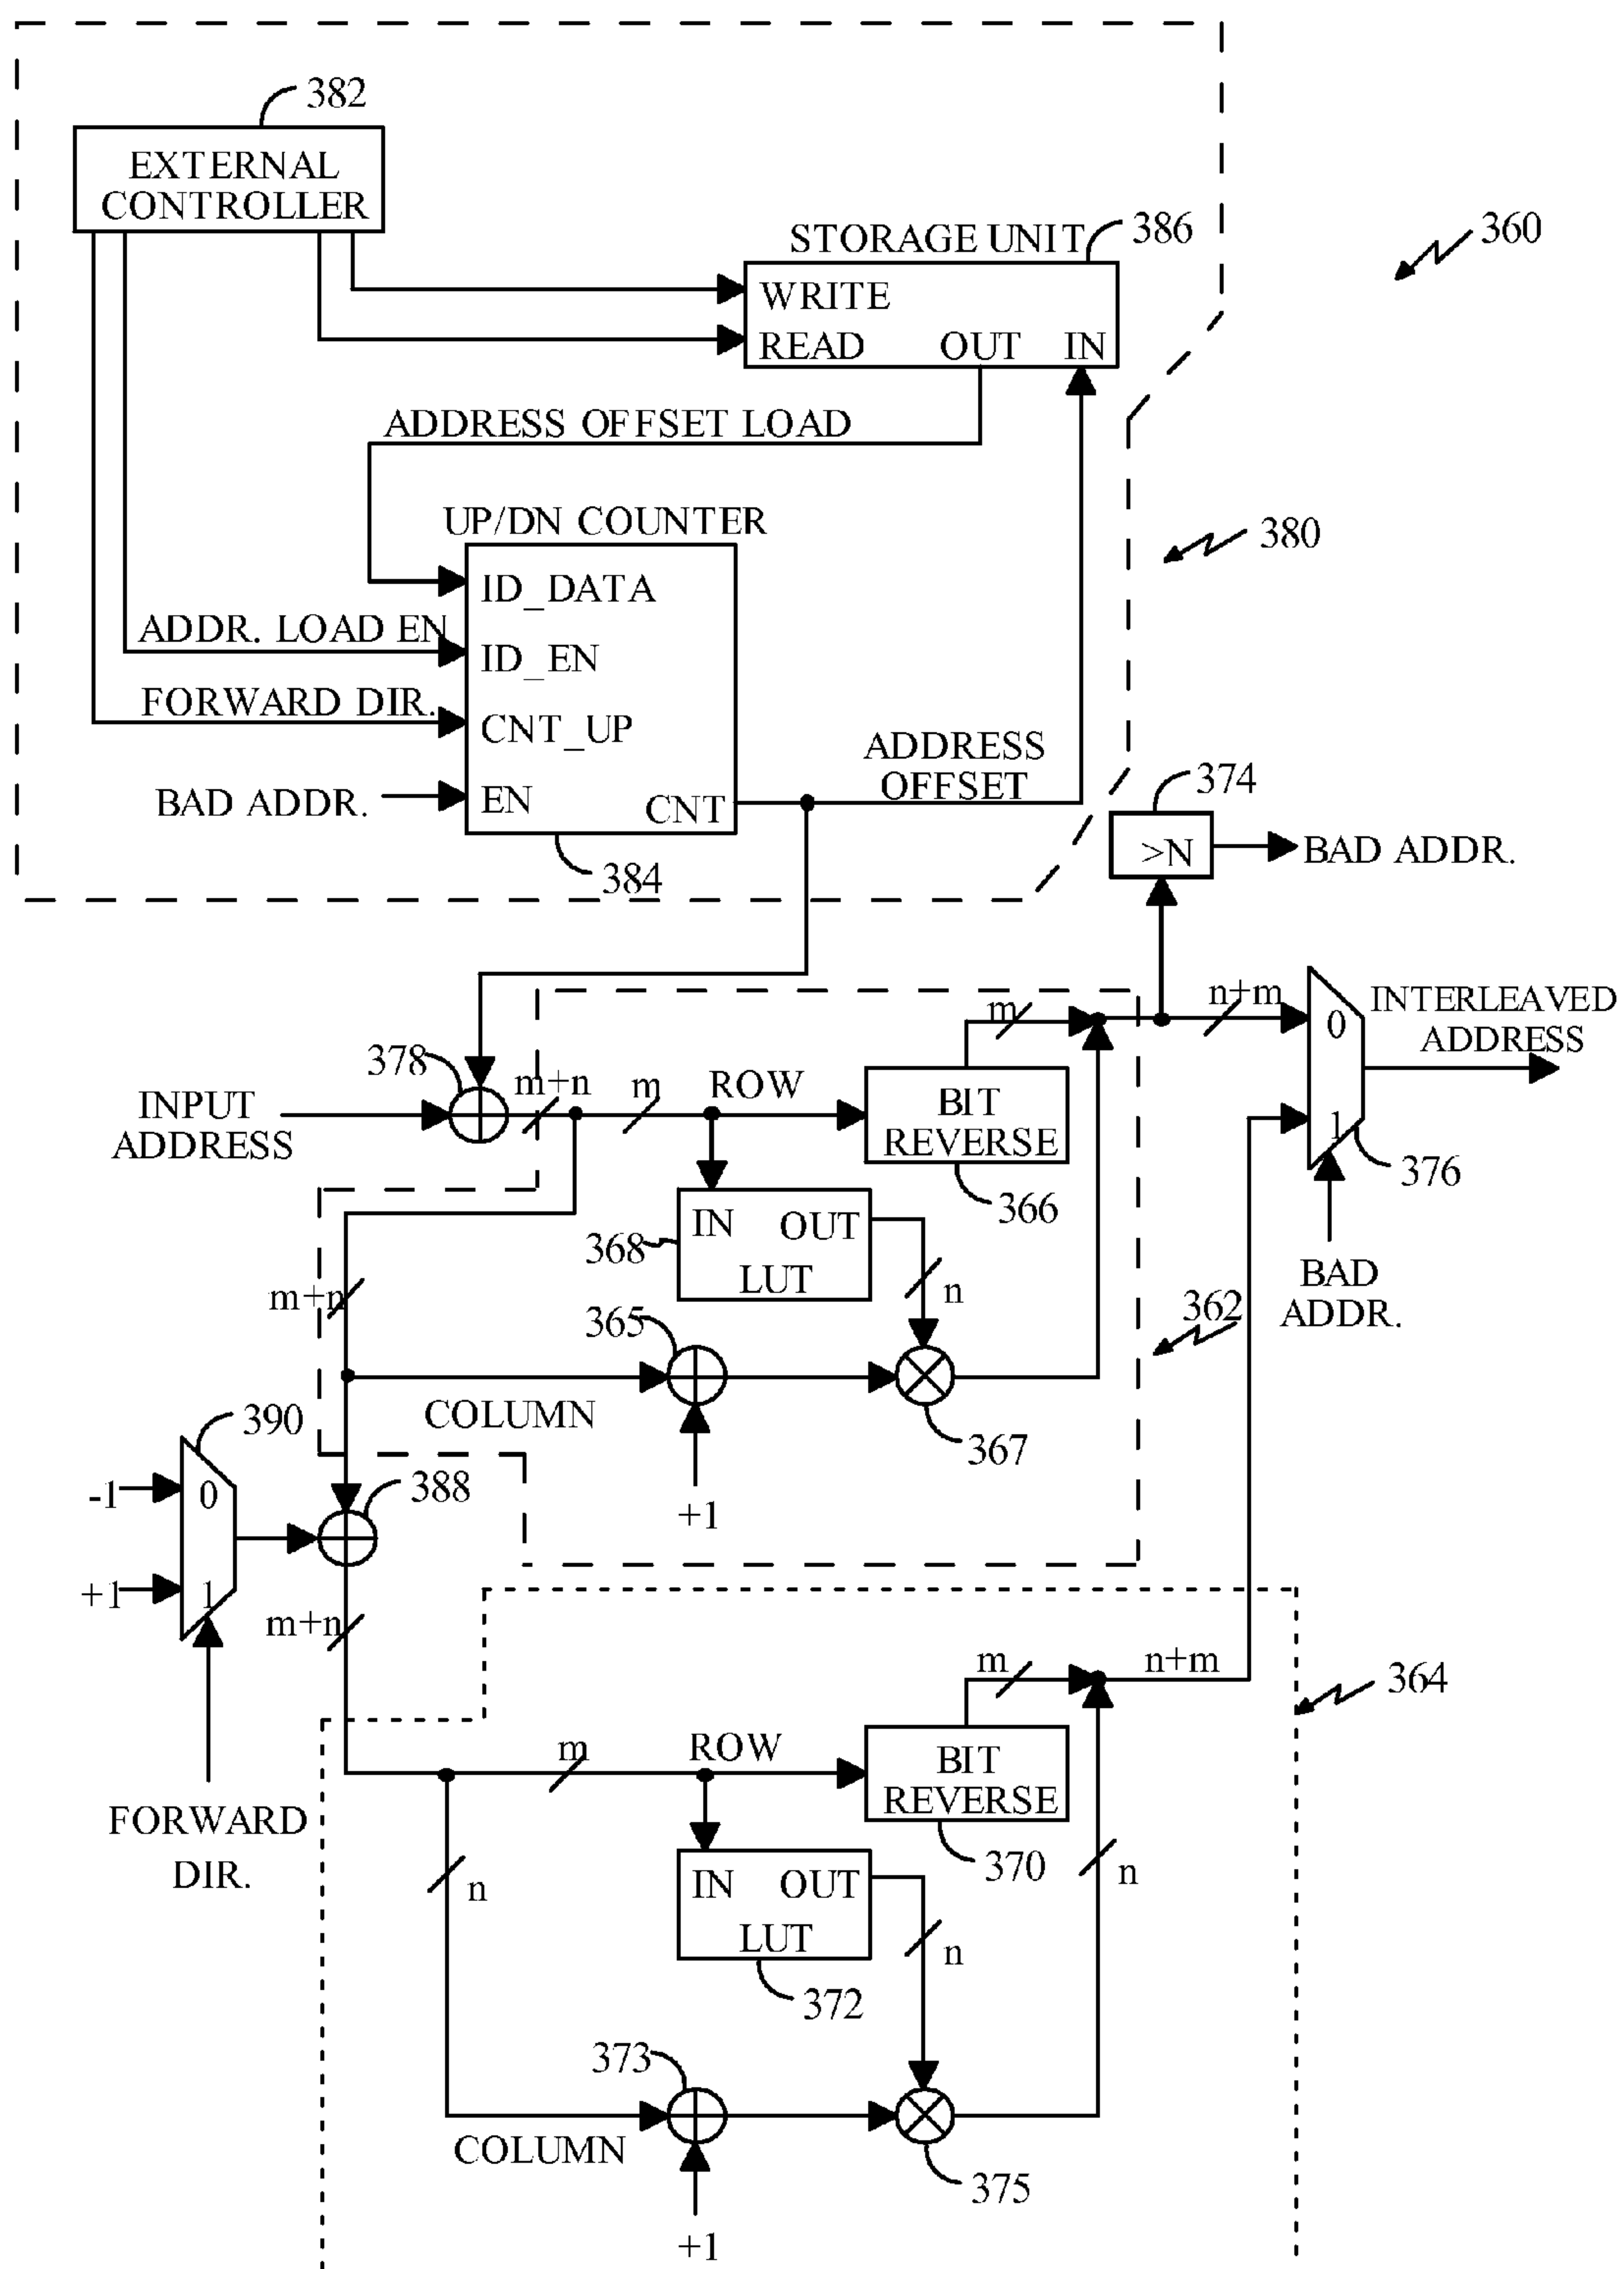 382
EXTERNAL
CONTROLLER
STORAGE UNIT
386
360
WRITE
READ
OUT
IN
ADDRESS OFFSET LOAD
UP/DN COUNTER
380
ID_DATA
ADDR. LOAD EN
ID_EN
FORWARD DIR.
CNT_UP
ADDRESS
OFFSET
374
BAD ADDR.
EN
CNT
>N
BAD ADDR.
384
n+m
INTERLEAVED
ADDRESS
m
0
378
m+n
m
ROW
INPUT
ADDRESS
BIT
REVERSE
1
376
366
IN
OUT
368
LUT
n
BAD
ADDR.
m+n
365
362
COLUMN
390
367
388
-1
0
+1
+1
1
m+n
m
n+m
364
m
ROW
BIT
REVERSE
FORWARD
DIR.
370
n
IN
OUT
n
LUT
n
372
373
COLUMN
375
+1